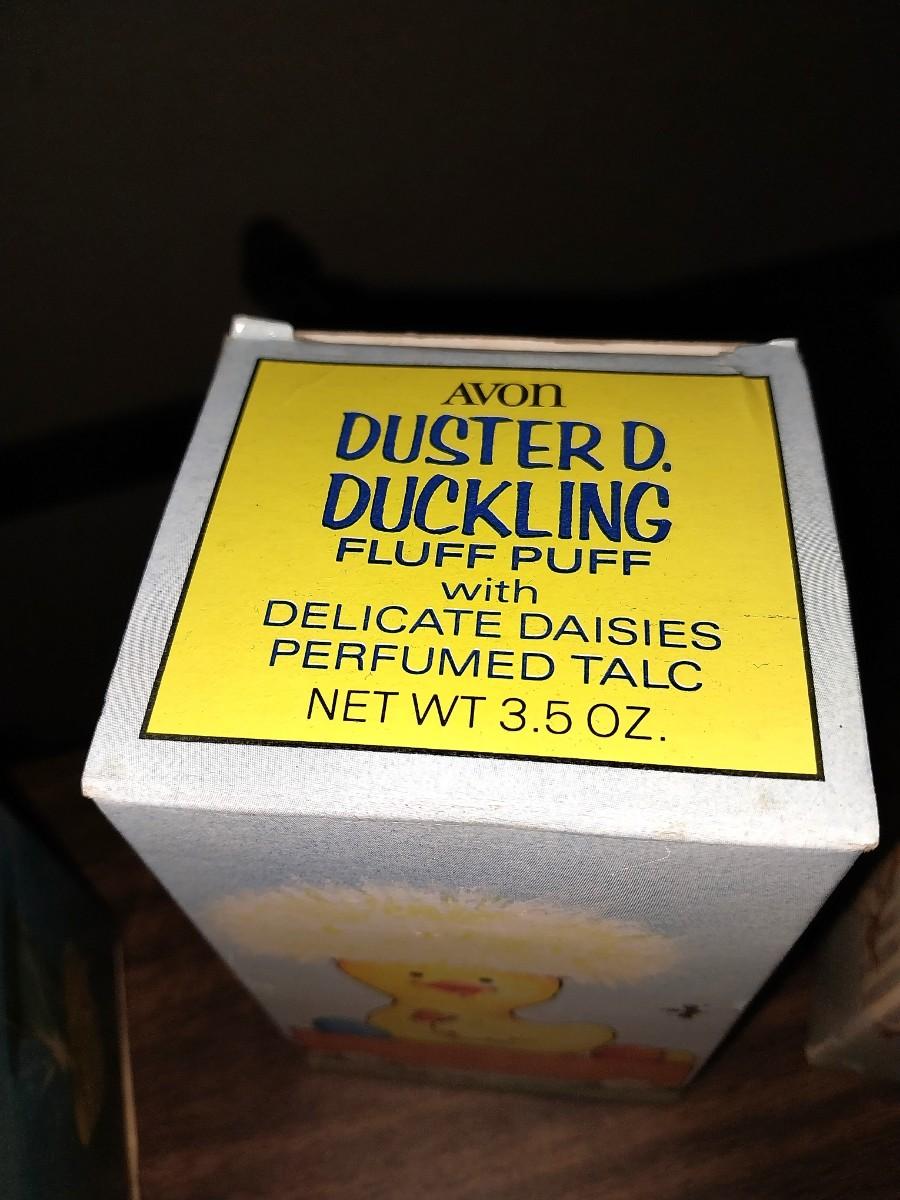 AVON
DUSTER D.
DUCKLING
FLUFF PUFF
with
DELICATE DAISIES
PERFUMED TALC
NET WT 3.5 OZ.